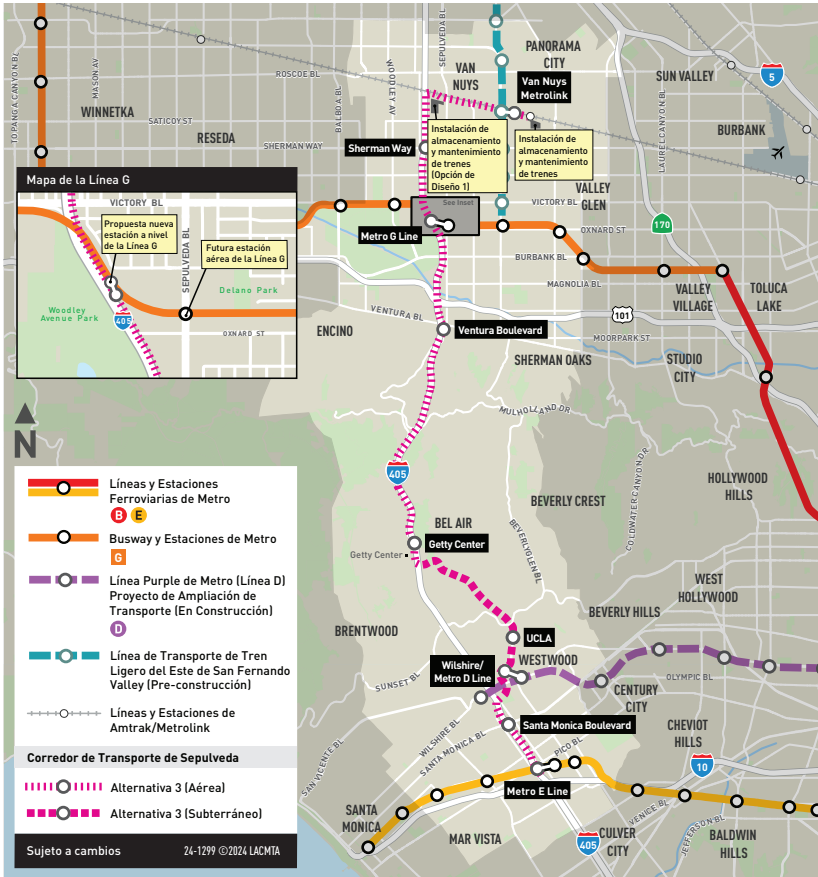 TOPANGA CANYON BL
MASON AV
WINNETKA
ROSCOE BL
SATICOY ST
RESEDA
SHERMAN WAY
BALBOA BL
WOODLEY AV
SEPULVEDA BL
VAN
NUYS
PANORAMA
CITY
Van Nuys
Metrolink
SUN VALLEY
5
LAUREL CANYON BL
BURBANK
Sherman Way
Instalación de
almacenamiento
y mantenimiento
de trenes
(Opción de
Diseño 1)
Instalación de
almacenamiento
y mantenimiento
de trenes
VALLEY
GLEN
See Inset
VICTORY BL
OXNARD ST
170
Metro G Line
BURBANK BL
MAGNOLIA BL
VALLEY
VILLAGE
TOLUCA
LAKE
Mapa de la Línea G
VICTORY BL
Propuesta nueva
estación a nivel
de la Línea G
SEPULVEDA BL
Futura estación
aérea de la Línea G
Woodley
Avenue Park
405
Delano Park
OXNARD ST
VENTURA BL
101
ENCINO
Ventura Boulevard
MOORPARK ST
SHERMAN OAKS
STUDIO
CITY
MULHOLLAND DR
N
405
COLDWATER CANYON DR
HOLLYWOOD
HILLS
BEVERLY CREST
BEL AIR
BEVERLY GLEN BL
Getty Center
Getty Center
WEST
HOLLYWOOD
BEVERLY HILLS
BRENTWOOD
UCLA
WESTWOOD
Wilshire/
Metro D Line
SUNSET BL
OLYMPIC BL
CENTURY
CITY
Santa Monica Boulevard
WILSHIRE BL
SANTA MONICA BL
SAN VICENTE BL
PICO BL
CHEVIOT
HILLS
10
Metro E Line
SANTA
MONICA
MAR VISTA
VENICE BL
CULVER
CITY
405
JEFFERSON BL
BALDWIN
HILLS
Líneas y Estaciones
Ferroviarias de Metro
B E
Busway y Estaciones de Metro
G
Línea Purple de Metro (Línea D)
Proyecto de Ampliación de
Transporte (En Construcción)
D
Línea de Transporte de Tren
Ligero del Este de San Fernando
Valley (Pre-construcción)
Líneas y Estaciones de
Amtrak/Metrolink
Corredor de Transporte de Sepulveda
Alternativa 3 (Aérea)
Alternativa 3 (Subterráneo)
Sujeto a cambios
24-1299 ©2024 LACMTA